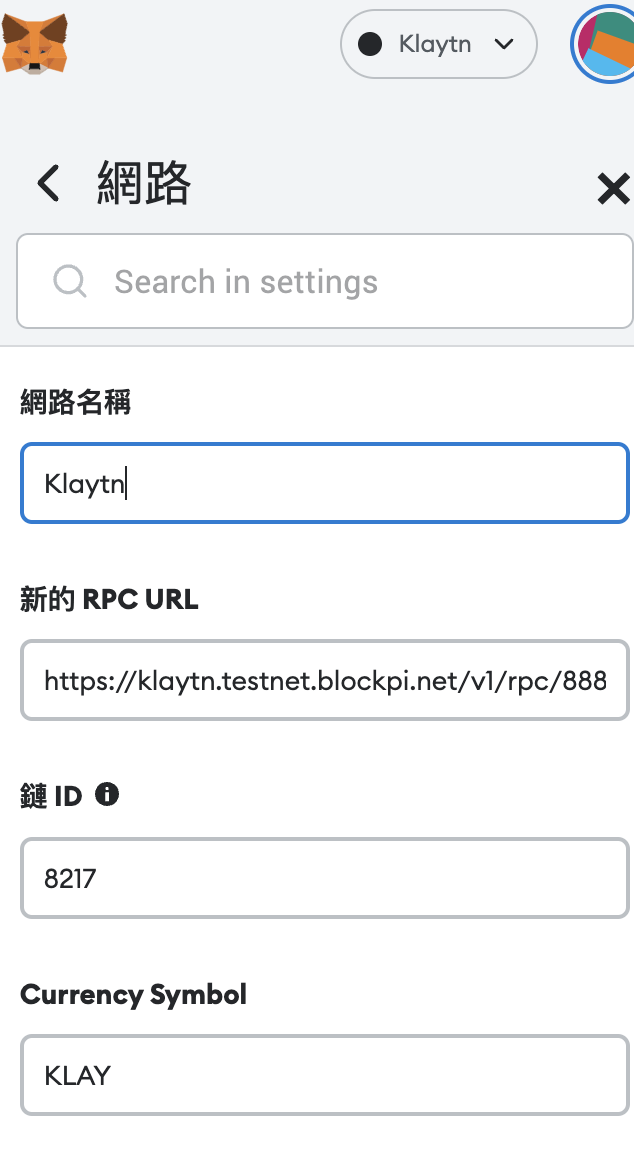 Klaytn
網路
Search in settings
網路名稱
Klaytn
新的 RPC URL
https://klaytn.testnet.blockpi.net/v1/rpc/888
鏈 ID
8217
Currency Symbol
KLAY